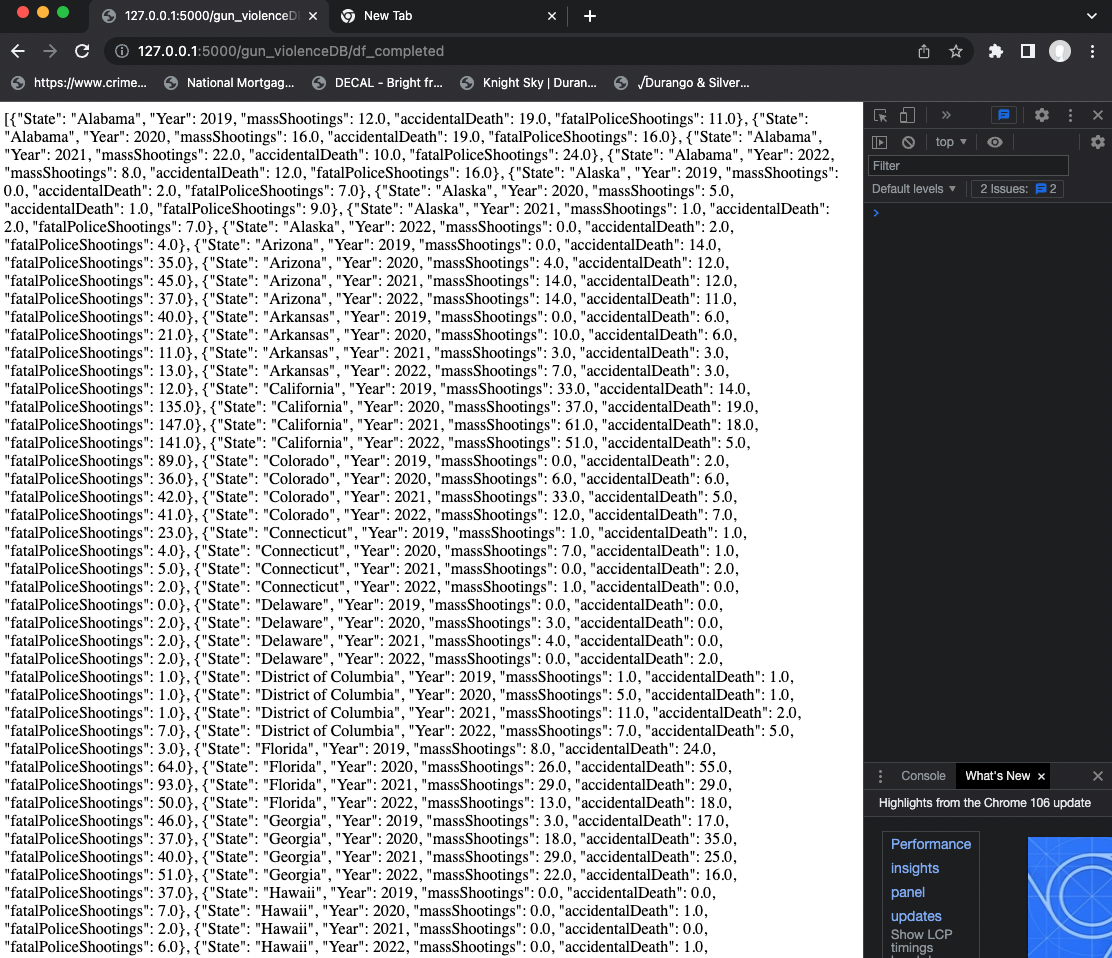 127.0.0.1:5000/gun_violenceDB
New Tab
127.0.0.1:5000/gun_violenceDB/df_completed
https://www.crime...
National Mortgag...
DECAL - Bright fr...
Knight Sky | Duran...
√Durango & Silver...
[{"State": "Alabama", "Year": 2019, "massShootings": 12.0, "accidentalDeath": 19.0, "fatalPoliceShootings": 11.0}, {"State":
"Alabama", "Year": 2020, "massShootings": 16.0, "accidentalDeath": 19.0, "fatalPoliceShootings": 16.0}, {"State": "Alabama",
"Year": 2021, "massShootings": 22.0, "accidentalDeath": 10.0, "fatalPoliceShootings": 24.0}, {"State": "Alabama", "Year": 2022,
"massShootings": 8.0, "accidentalDeath": 12.0, "fatalPoliceShootings": 16.0}, {"State": "Alaska", "Year": 2019, "massShootings":
0.0, "accidentalDeath": 2.0, "fatalPoliceShootings": 7.0}, {"State": "Alaska", "Year": 2020, "massShootings": 5.0,
"accidentalDeath": 1.0, "fatalPoliceShootings": 9.0}, {"State": "Alaska", "Year": 2021, "massShootings": 1.0, "accidentalDeath":
2.0, "fatalPoliceShootings": 7.0}, {"State": "Alaska", "Year": 2022, "massShootings": 0.0, "accidentalDeath": 2.0,
"fatalPoliceShootings": 4.0}, {"State": "Arizona", "Year": 2019, "massShootings": 0.0, "accidentalDeath": 14.0,
"fatalPoliceShootings": 35.0}, {"State": "Arizona", "Year": 2020, "massShootings": 4.0, "accidentalDeath": 12.0,
"fatalPoliceShootings": 45.0}, {"State": "Arizona", "Year": 2021, "massShootings": 14.0, "accidentalDeath": 12.0,
"fatalPoliceShootings": 37.0}, {"State": "Arizona", "Year": 2022, "massShootings": 14.0, "accidentalDeath": 11.0,
"fatalPoliceShootings": 40.0}, {"State": "Arkansas", "Year": 2019, "massShootings": 0.0, "accidentalDeath": 6.0,
"fatalPoliceShootings": 21.0}, {"State": "Arkansas", "Year": 2020, "massShootings": 10.0, "accidentalDeath": 6.0,
"fatalPoliceShootings": 11.0}, {"State": "Arkansas", "Year": 2021, "massShootings": 3.0, "accidentalDeath": 3.0,
"fatalPoliceShootings": 13.0}, {"State": "Arkansas", "Year": 2022, "massShootings": 7.0, "accidentalDeath": 3.0,
"fatalPoliceShootings": 12.0}, {"State": "California", "Year": 2019, "massShootings": 33.0, "accidentalDeath": 14.0,
"fatalPoliceShootings": 135.0}, {"State": "California", "Year": 2020, "massShootings": 37.0, "accidentalDeath": 19.0,
"fatalPoliceShootings": 147.0}, {"State": "California", "Year": 2021, "massShootings": 61.0, "accidentalDeath": 18.0,
"fatalPoliceShootings": 141.0}, {"State": "California", "Year": 2022, "massShootings": 51.0, "accidentalDeath": 5.0,
"fatalPoliceShootings": 89.0}, {"State": "Colorado", "Year": 2019, "massShootings": 0.0, "accidentalDeath": 2.0,
"fatalPoliceShootings": 36.0}, {"State": "Colorado", "Year": 2020, "massShootings": 6.0, "accidentalDeath": 6.0,
"fatalPoliceShootings": 42.0}, {"State": "Colorado", "Year": 2021, "massShootings": 33.0, "accidentalDeath": 5.0,
"fatalPoliceShootings": 41.0}, {"State": "Colorado", "Year": 2022, "massShootings": 12.0, "accidentalDeath": 7.0,
"fatalPoliceShootings": 23.0}, {"State": "Connecticut", "Year": 2019, "massShootings": 1.0, "accidentalDeath": 1.0,
"fatalPoliceShootings": 4.0}, {"State": "Connecticut", "Year": 2020, "massShootings": 7.0, "accidentalDeath": 1.0,
"fatalPoliceShootings": 5.0}, {"State": "Connecticut", "Year": 2021, "massShootings": 0.0, "accidentalDeath": 2.0,
"fatalPoliceShootings": 2.0}, {"State": "Connecticut", "Year": 2022, "massShootings": 1.0, "accidentalDeath": 0.0,
"fatalPoliceShootings": 0.0}, {"State": "Delaware", "Year": 2019, "massShootings": 0.0, "accidentalDeath": 0.0,
"fatalPoliceShootings": 2.0}, {"State": "Delaware", "Year": 2020, "massShootings": 3.0, "accidentalDeath": 0.0,
"fatalPoliceShootings": 2.0}, {"State": "Delaware", "Year": 2021, "massShootings": 4.0, "accidentalDeath": 0.0,
"fatalPoliceShootings": 2.0}, {"State": "Delaware", "Year": 2022, "massShootings": 0.0, "accidentalDeath": 2.0,
"fatalPoliceShootings": 1.0}, {"State": "District of Columbia", "Year": 2019, "massShootings": 1.0, "accidentalDeath": 1.0,
"fatalPoliceShootings": 1.0}, {"State": "District of Columbia", "Year": 2020, "massShootings": 5.0, "accidentalDeath": 1.0,
"fatalPoliceShootings": 1.0}, {"State": "District of Columbia", "Year": 2021, "massShootings": 11.0, "accidentalDeath": 2.0,
"fatalPoliceShootings": 7.0}, {"State": "District of Columbia", "Year": 2022, "massShootings": 7.0, "accidentalDeath": 5.0,
"fatalPoliceShootings": 3.0}, {"State": "Florida", "Year": 2019, "massShootings": 8.0, "accidentalDeath": 24.0,
"fatalPoliceShootings": 64.0}, {"State": "Florida", "Year": 2020, "massShootings": 26.0, "accidentalDeath": 55.0,
"fatalPoliceShootings": 93.0}, {"State": "Florida", "Year": 2021, "massShootings": 29.0, "accidentalDeath": 29.0,
"fatalPoliceShootings": 50.0}, {"State": "Florida", "Year": 2022, "massShootings": 13.0, "accidentalDeath": 18.0,
"fatalPoliceShootings": 46.0}, {"State": "Georgia", "Year": 2019, "massShootings": 3.0, "accidentalDeath": 17.0,
"fatalPoliceShootings": 37.0}, {"State": "Georgia", "Year": 2020, "massShootings": 18.0, "accidentalDeath": 35.0,
"fatalPoliceShootings": 40.0}, {"State": "Georgia", "Year": 2021, "massShootings": 29.0, "accidentalDeath": 25.0,
"fatalPoliceShootings": 51.0}, {"State": "Georgia", "Year": 2022, "massShootings": 22.0, "accidentalDeath": 16.0,
"fatalPoliceShootings": 37.0}, {"State": "Hawaii", "Year": 2019, "massShootings": 0.0, "accidentalDeath": 0.0,
"fatalPoliceShootings": 7.0}, {"State": "Hawaii", "Year": 2020, "massShootings": 0.0, "accidentalDeath": 1.0,
"fatalPoliceShootings": 2.0}, {"State": "Hawaii", "Year": 2021, "massShootings": 0.0, "accidentalDeath": 0.0,
"fatalPoliceShootings": 6.0}, {"State": "Hawaii", "Year": 2022, "massShootings": 0.0, "accidentalDeath": 1.0,
top
Filter
Default levels
2 Issues: 2
Console
What's New
Highlights from the Chrome 106 update
Performance
insights
panel
updates
Show LCP
timings